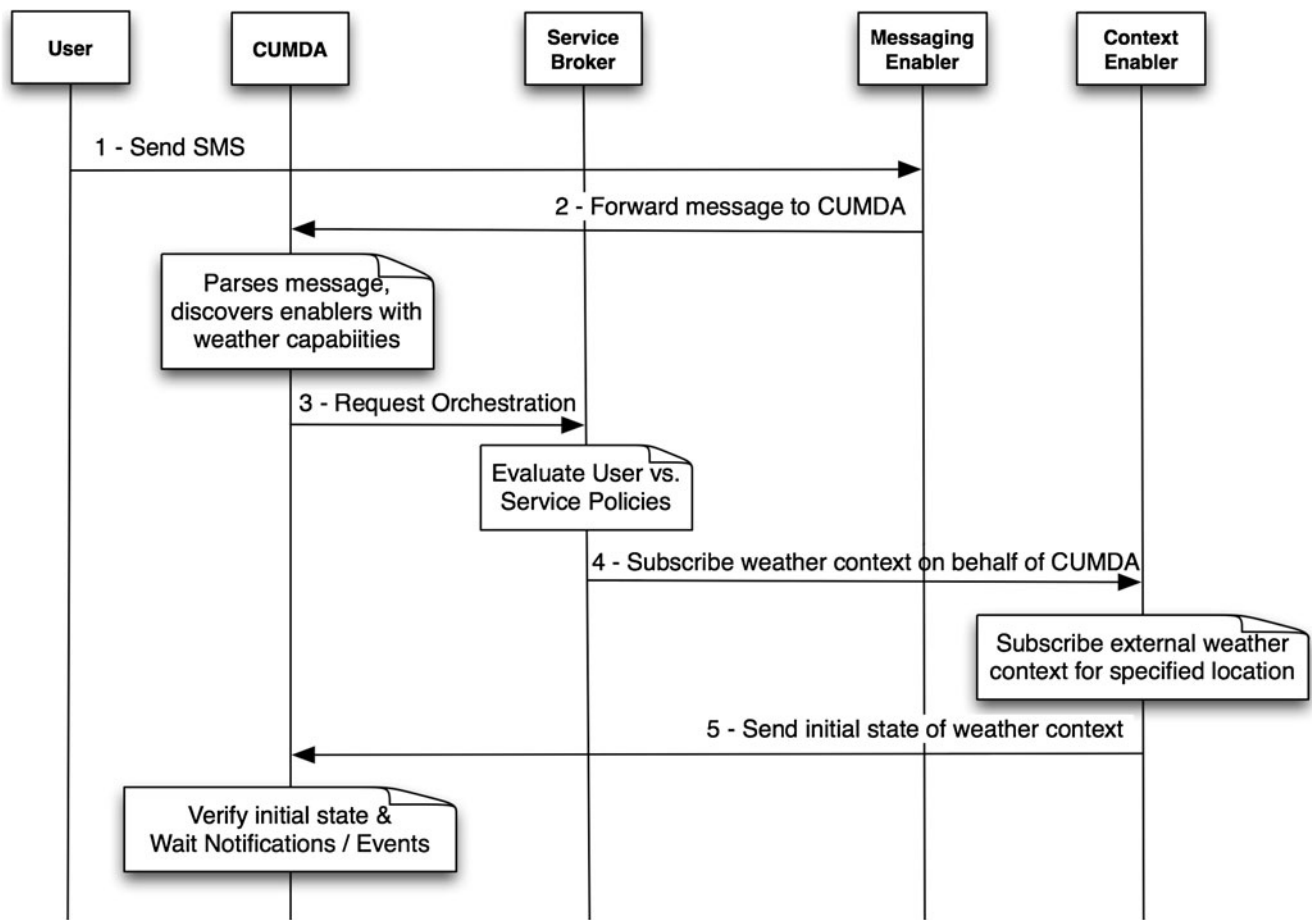 User
CUMDA
Service
Broker
Messaging
Enabler
Context
Enabler
1 - Send SMS
2 - Forward message to CUMDA
Parses message,
discovers enablers with
weather capabiities
3 - Request Orchestration
Evaluate User vs.
Service Policies
4 - Subscribe weather context on behalf of CUMDA
Subscribe external weather
context for specified location
5 - Send initial state of weather context
Verify initial state &
Wait Notifications / Events